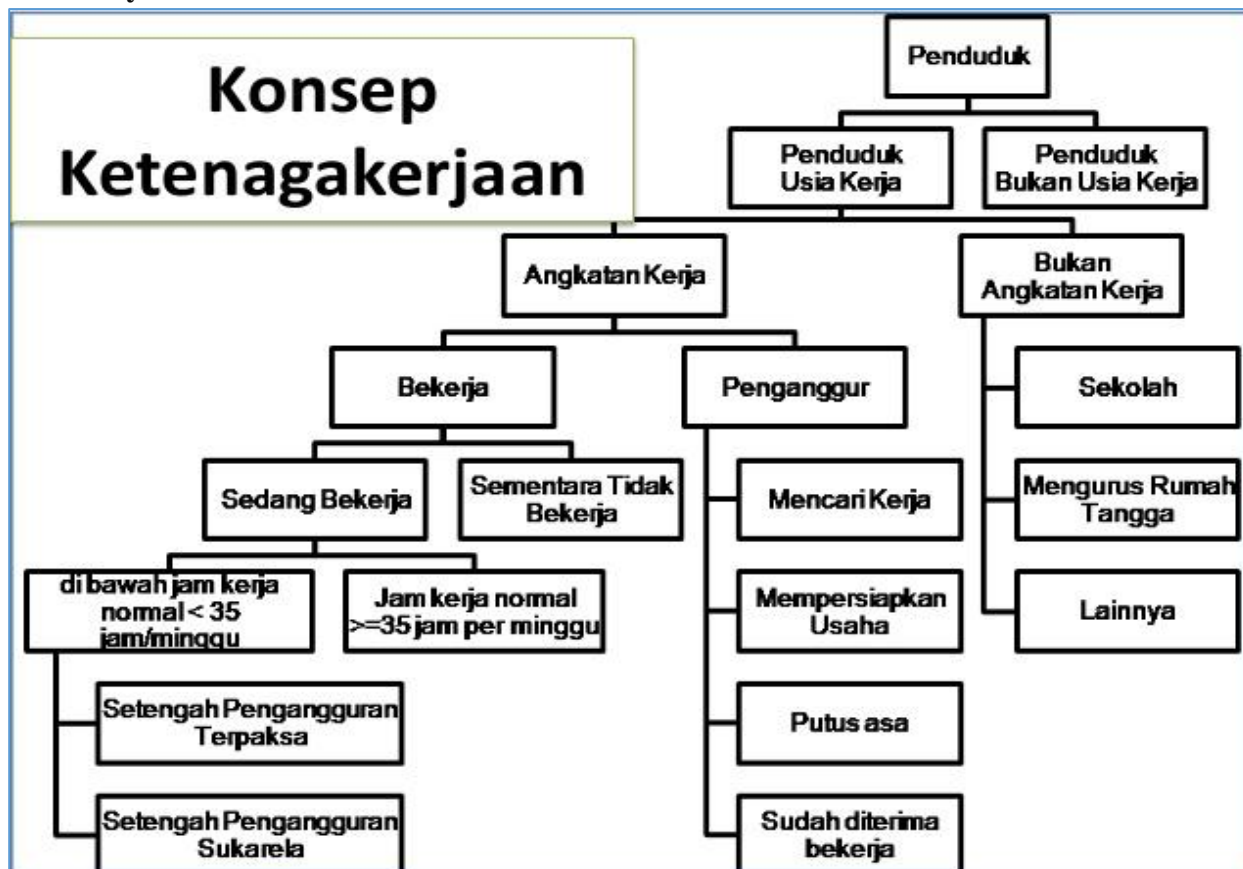 Konsep
Ketenagakerjaan
Penduduk
Penduduk
Usia Kerja
Penduduk
Bukan Usia Kerja
Angkatan Kerja
Bukan
Angkatan Kerja
Bekerja
Penganggur
Sekolah
Sedang Bekerja
Sementara Tidak
Bekerja
Mencari Kerja
Mengurus Rumah
Tangga
di bawah jam kerja
normal < 35
jam/minggu
Jam kerja normal
>=35 jam per minggu
Mempersiapkan
Usaha
Lainnya
Setengah Pengangguran
Terpaksa
Putus asa
Setengah Pengangguran
Sukarela
Sudah diterima
bekerja